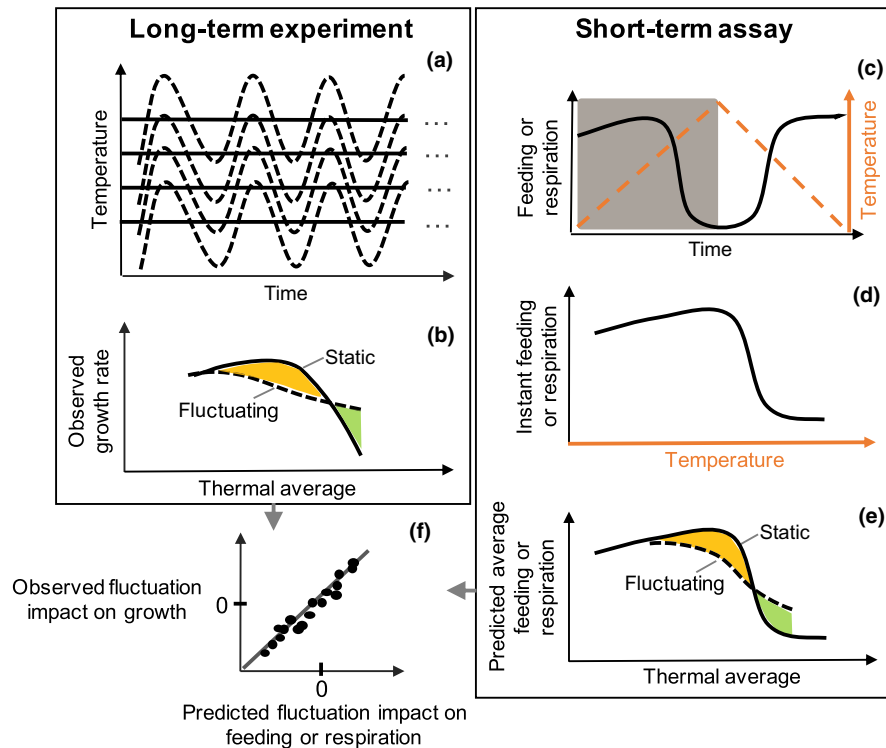 Long-term experiment
(a)
Temperature
...
...
...
...
Time
(b)
Observed
growth rate
Static
Fluctuating
Thermal average
Short-term assay
(c)
Feeding or
respiration
Temperature
Time
(d)
Instant feeding
or respiration
Temperature
(e)
Predicted average
feeding or
respiration
Static
Fluctuating
Thermal average
(f)
Observed fluctuation
impact on growth
0
0
Predicted fluctuation impact on
feeding or respiration